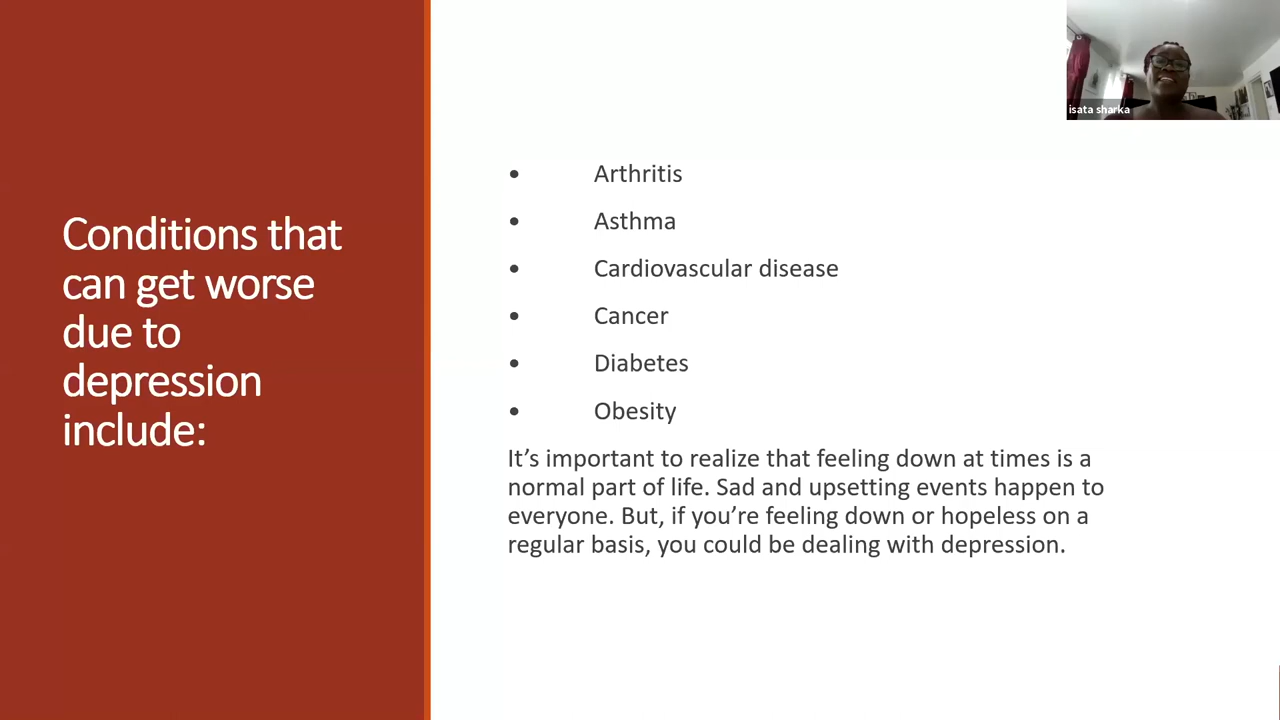 Conditions that
can get worse
due to
depression
include:
• Arthritis
• Asthma
• Cardiovascular disease
• Cancer
• Diabetes
• Obesity
It’s important to realize that feeling down at times is a
normal part of life. Sad and upsetting events happen to
everyone. But, if you’re feeling down or hopeless on a
regular basis, you could be dealing with depression.
isata sharka